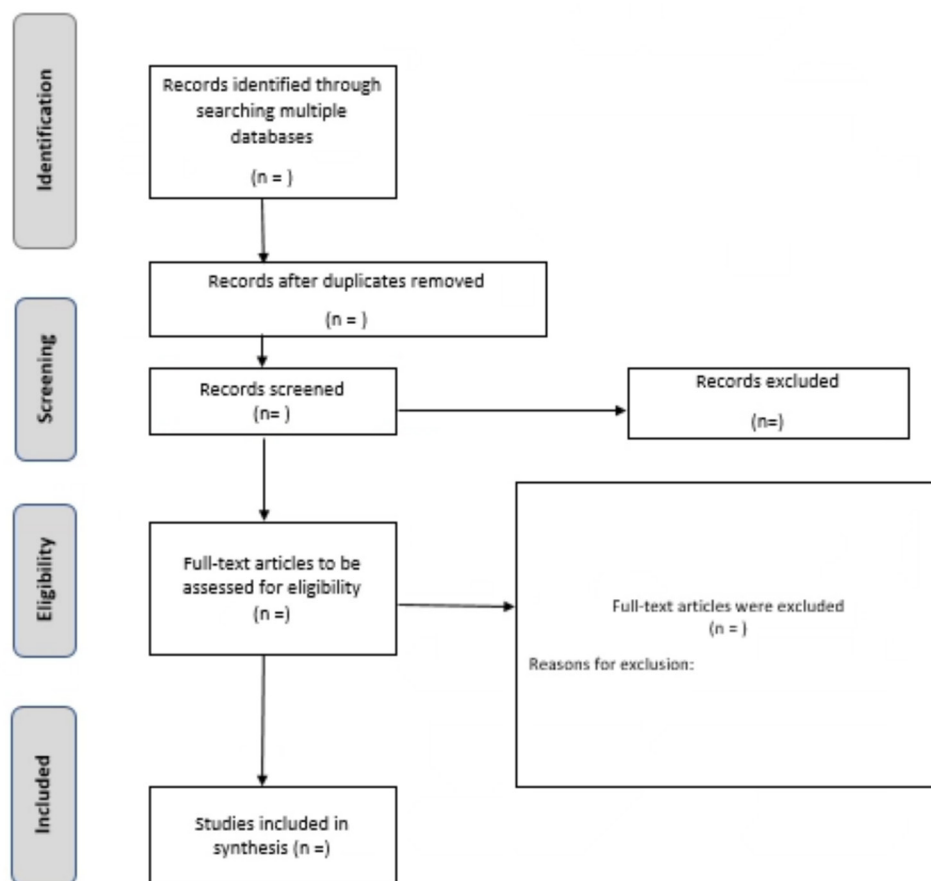 Identification
Records identified through
searching multiple
databases
(n = )
Records after duplicates removed
(n = )
Screening
Records screened
(n= )
Records excluded
(n=)
Eligibility
Full-text articles to be
assessed for eligibility
(n =)
Full-text articles were excluded
(n = )
Reasons for exclusion:
Included
Studies included in
synthesis (n =)